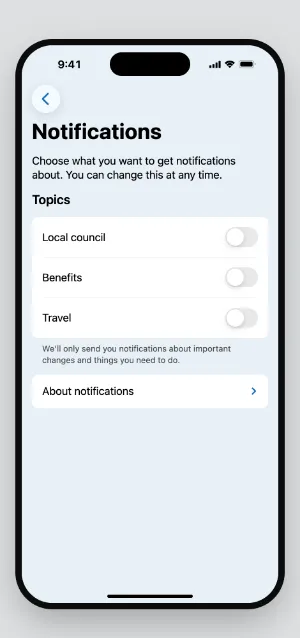 9:41
Notifications
Choose what you want to get notifications
about. You can change this at any time.
Topics
Local council
Benefits
Travel
We'll only send you notifications about important
changes and things you need to do.
About notifications